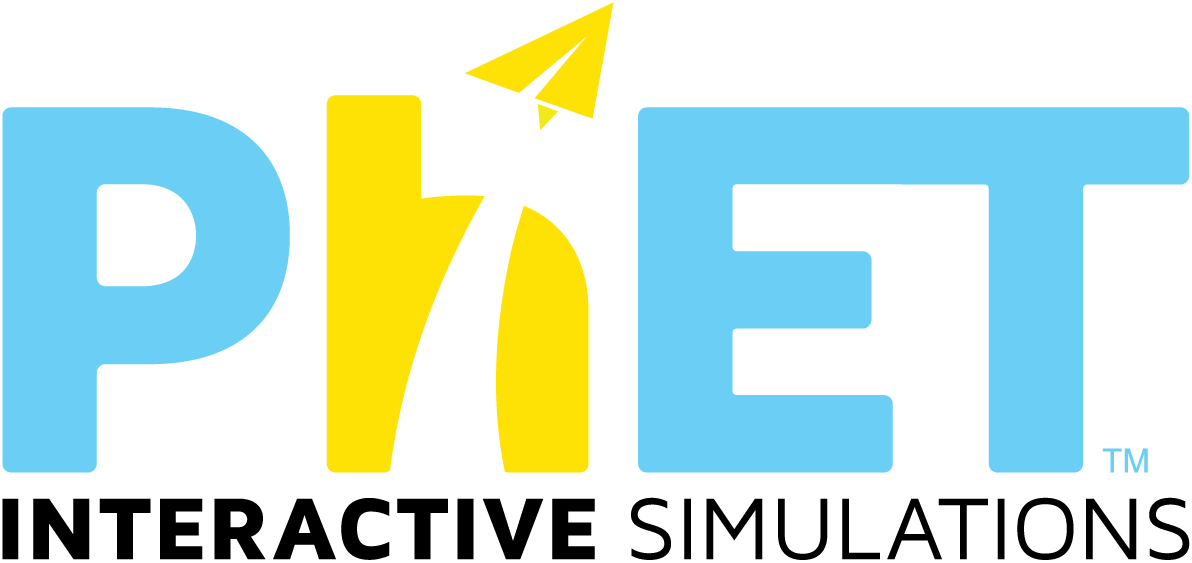 PhET™
INTERACTIVE SIMULATIONS